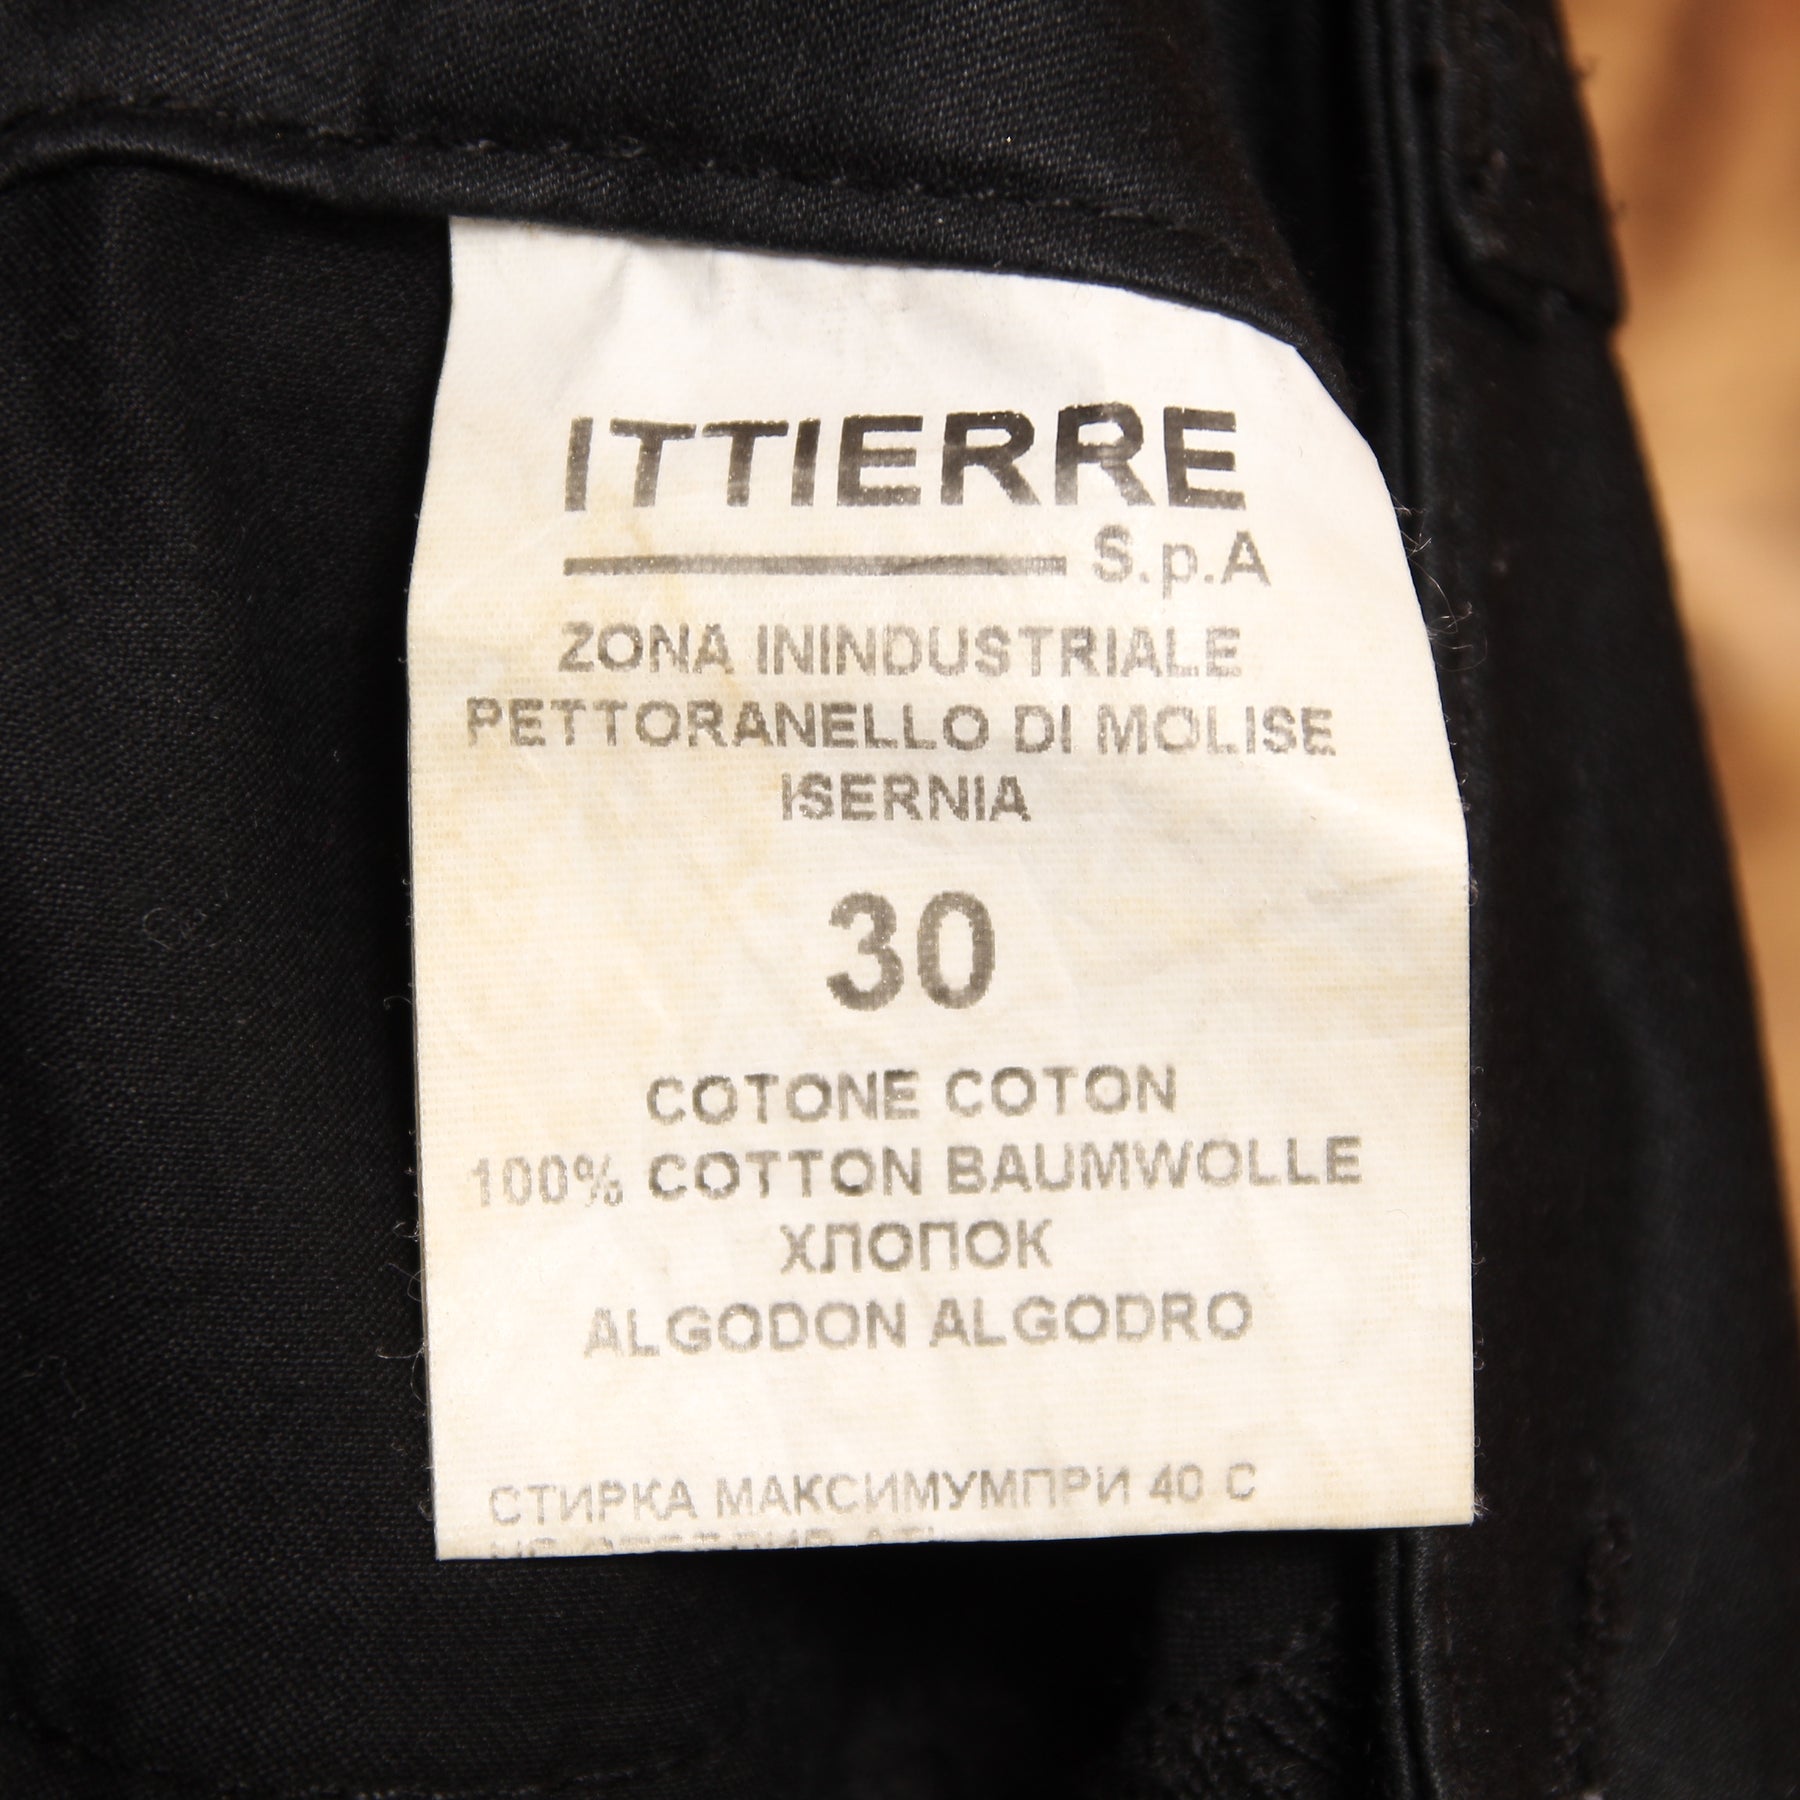 ITTIERRE
S.p.A
ZONA ININDUSTRIALE
PETTORANELLO DI MOLISE
ISERNIA
30
COTONE COTON
100% COTTON BAUMWOLLE
ХЛОПОК
ALGODON ALGODRO
СТИРКА МАКСИМУМПРИ 40 С